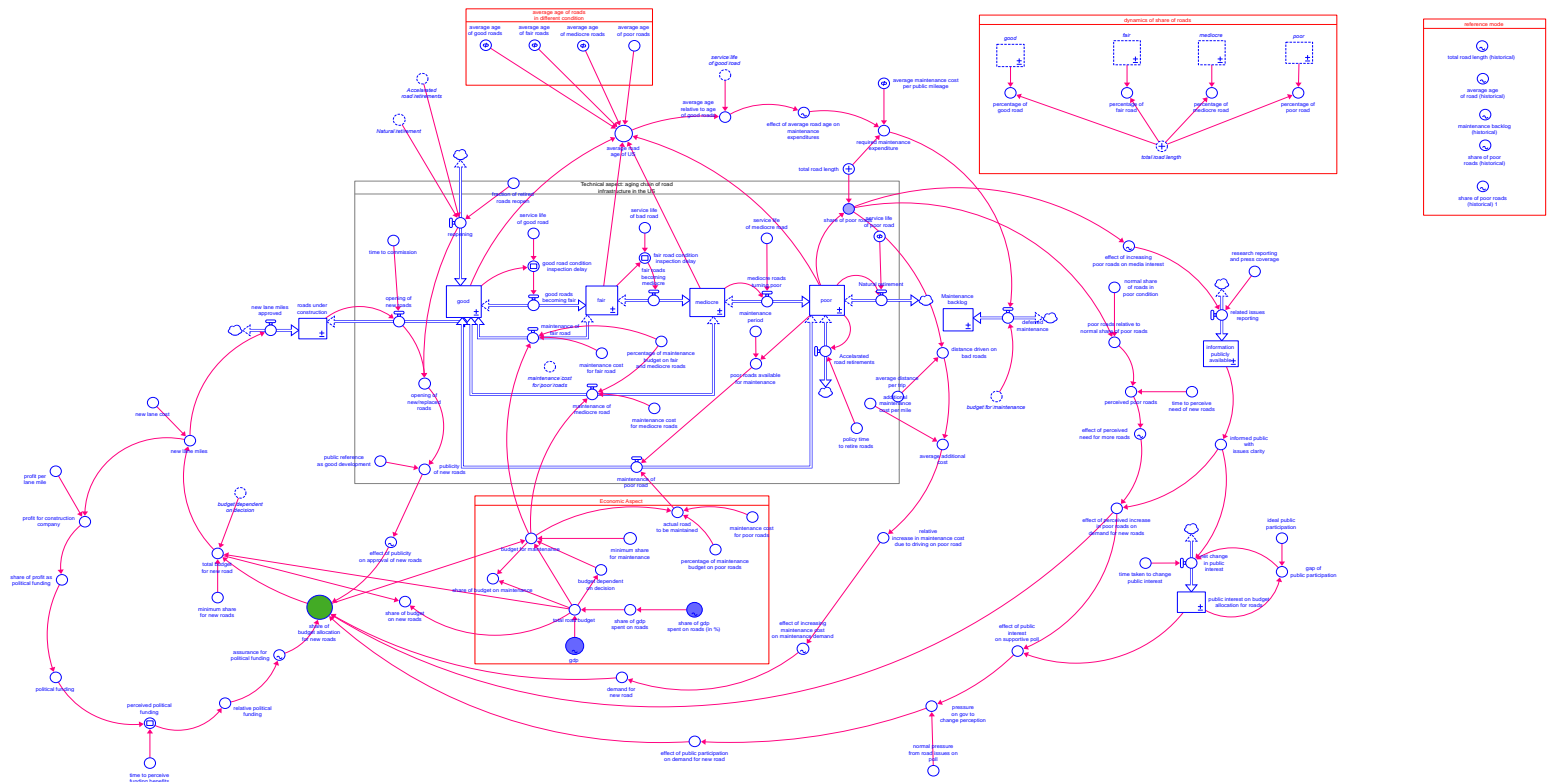 average age of roads
in different condition
average age
of good roads
average age
of fair roads
average age
of mediocre roads
average age
of poor roads
dynamics of share of roads
good
fair
mediocre
poor
percentage of
good road
percentage of
fair road
percentage of
mediocre road
percentage of
poor road
total road length
reference mode
total road length (historical)
average age
of road (historical)
maintenance backlog
(historical)
share of poor
roads (historical)
share of poor roads
(historical) 1
service life
of good road
Accelarated
road retirements
Natural retirement
average age
relative to age
of good roads
effect of average road age on
maintenance
expenditures
average maintenance cost
per public mileage
required maintenance
expenditure
average road
age of US
total road length
Technical aspect: aging chain of road
infrastructure in the US
fraction of retired
roads reopen
reopening
service life
of good road
service life
of bad road
service life
of mediocre road
share of poor roads
service life
of poor road
time to commission
good road condition
inspection delay
fair road condition
inspection delay
fair roads
becoming
mediocre
mediocre roads
turning poor
Natural retirement
good
fair
mediocre
poor
good roads
becoming fair
new lane miles
approved
roads under
construction
opening of
new roads
Maintenance
backlog
deferred
maintenance
effect of increasing
poor roads on media interest
research reporting
and press coverage
normal share
of roads in
poor condition
related issues
reporting
poor roads relative to
normal share of poor roads
information
publicly
available
maintenance of
fair road
maintenance cost
for fair road
percentage of maintenance
budget on fair
and mediocre roads
maintenance cost
for poor roads
maintenance
period
poor roads available
for maintenance
Accelarated
road retirements
distance driven on
bad roads
average distance
per trip
additional
maintenance
cost per mile
budget for maintenance
perceived poor roads
time to perceive
need of new roads
effect of perceived
need for more roads
informed public
with
issues clarity
opening of
new/replaced
roads
maintenance of
mediocre road
maintenance cost
for mediocre roads
policy time
to retire roads
average additional
cost
new lane cost
new lane miles
public reference
as good development
publicity
of new roads
maintenance of
poor road
profit per
lane mile
profit for construction
company
budget dependent
on decision
Economic Aspect
actual road
to be maintained
maintenance cost
for poor roads
budget for maintenance
minimum share
for maintenance
percentage of maintenance
budget on poor roads
relative
increase in maintenance cost
due to driving on poor road
effect of perceived increase
in poor roads on
demand for new roads
ideal public
participation
effect of publicity
on approval of new roads
total budget
for new road
share of profit as
political funding
share of budget on maintenance
budget dependent
on decision
net change
in public
interest
time taken to change
public interest
gap of
public participation
minimum share
for new roads
share of budget
on new roads
share of
budget allocation
for new roads
total road budget
share of gdp
spent on roads
share of gdp
spent on roads (in %)
gdp
public interest on budget
allocation for roads
effect of increasing
maintenance cost
on maintenance demand
effect of public
interest
on supportive poll
assurance for
political funding
political funding
demand for
new road
perceived political
funding
relative political
funding
pressure
on gov to
change perception
effect of public participation
on demand for new road
normal pressure
from road issues on
poll
time to perceive
funding benefits